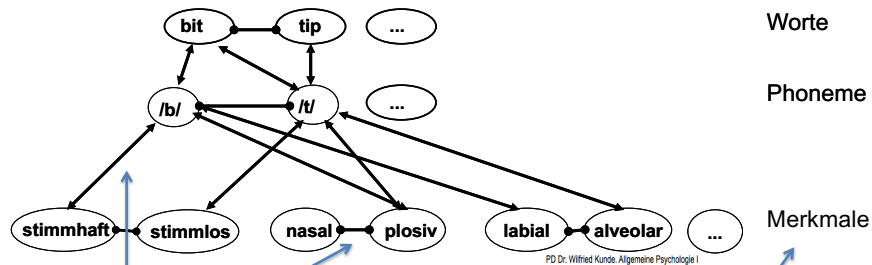 bit tip ... Worte
/b/ /t/ ... Phoneme
stimmhaft stimmlos nasal plosiv labial alveolar ... Merkmale
PD Dr. Wilfried Kunde. Allgemeine Psychologie I